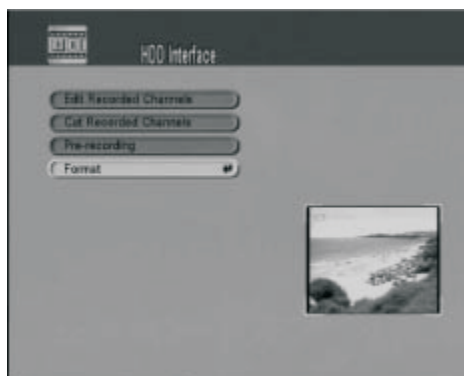 HDD Interface
Edit Recorded Channels
Cut Recorded Channels
Pre-recording
Format